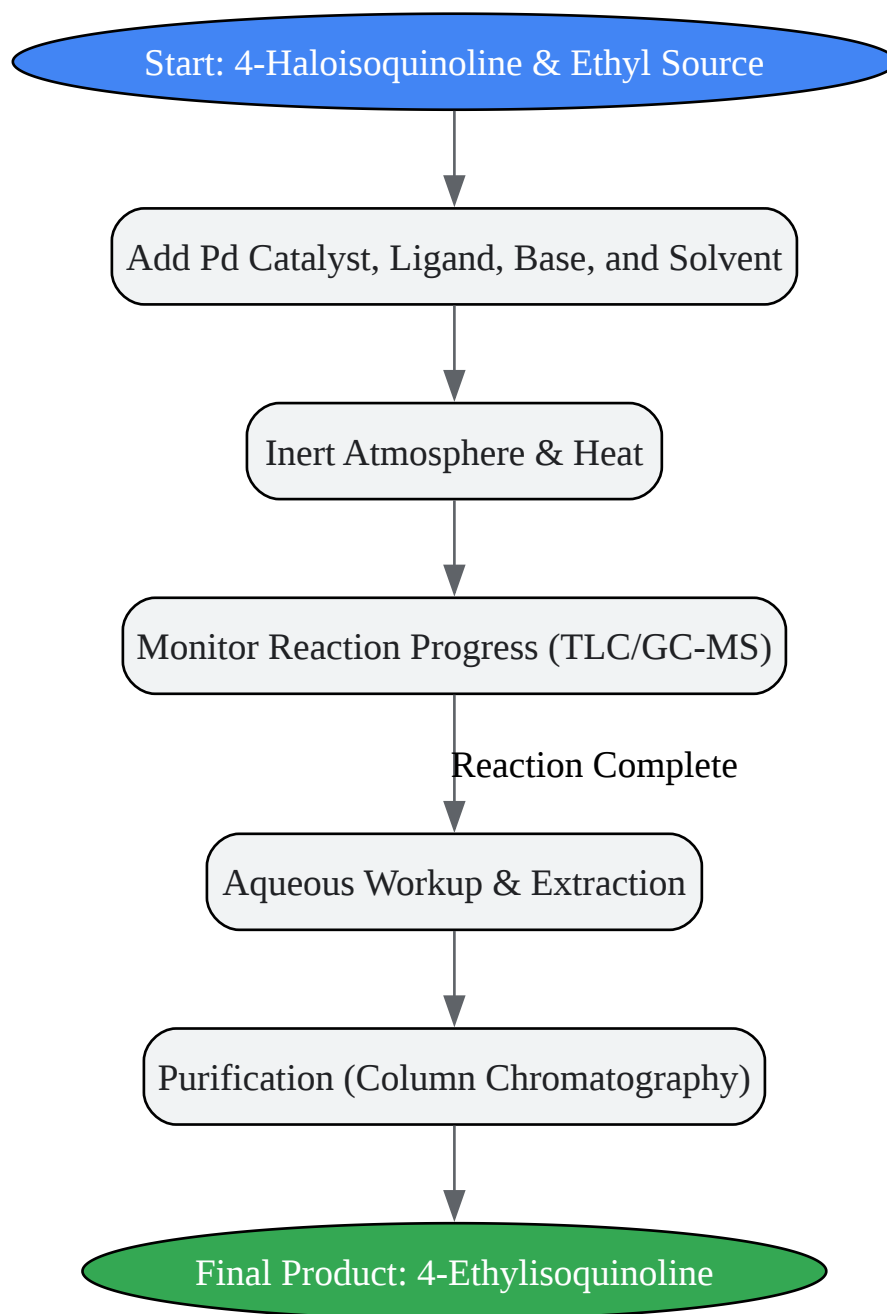 Start: 4-Haloisoquinoline & Ethyl Source
Add Pd Catalyst, Ligand, Base, and Solvent
Inert Atmosphere & Heat
Monitor Reaction Progress (TLC/GC-MS)
Reaction Complete
Aqueous Workup & Extraction
Purification (Column Chromatography)
Final Product: 4-Ethylisoquinoline